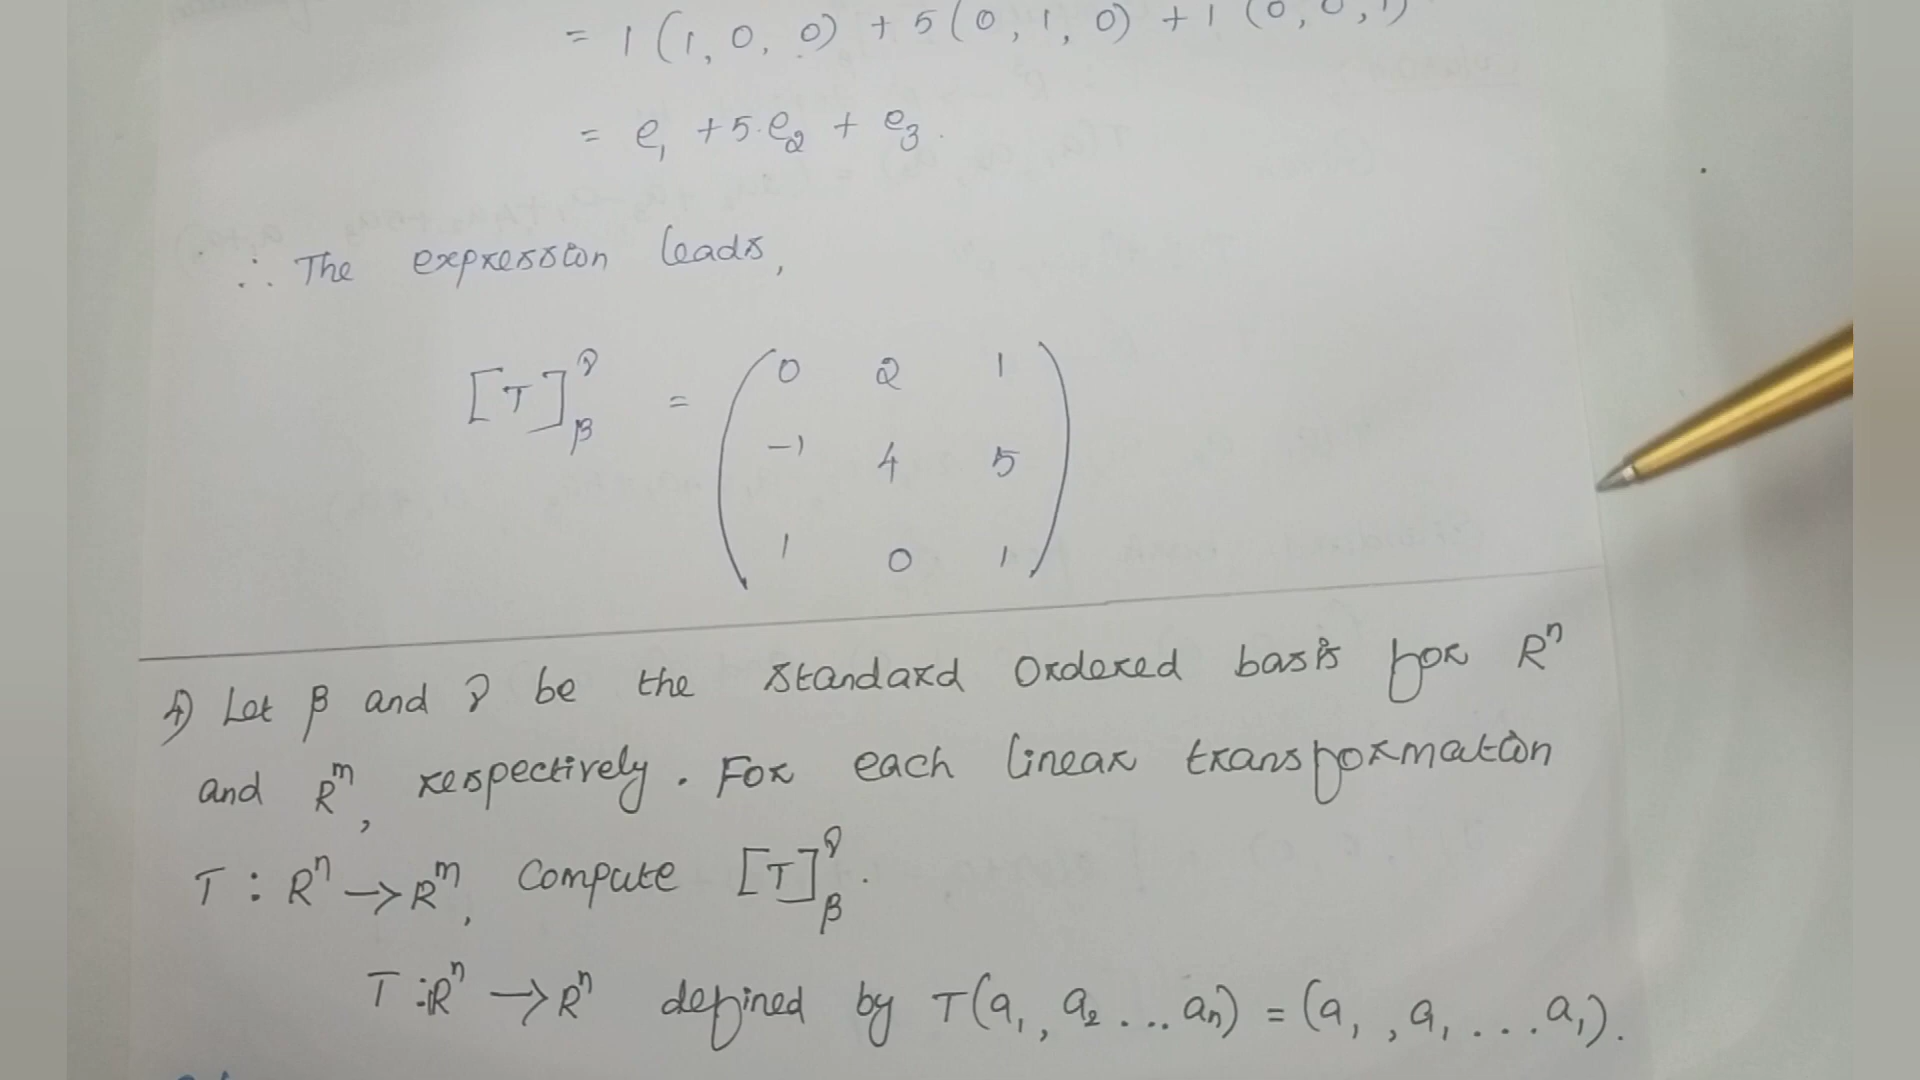 = 1 (1, 0, 0) + 5 (0, 1, 0) + 1 (0, 0, 1)
= e₁ + 5·e₂ + e₃.
∴ The expression leads,
[T]ᵞᵦ = ( 0 2 1
-1 4 5
1 0 1 )
4) Let β and γ be the standard ordered basis for Rⁿ
and Rᵐ, respectively. For each linear transformation
T : Rⁿ → Rᵐ, compute [T]ᵞᵦ.
T : Rⁿ → Rⁿ defined by T(a₁, a₂ ... aₙ) = (a₁, a₁ ... a₁).